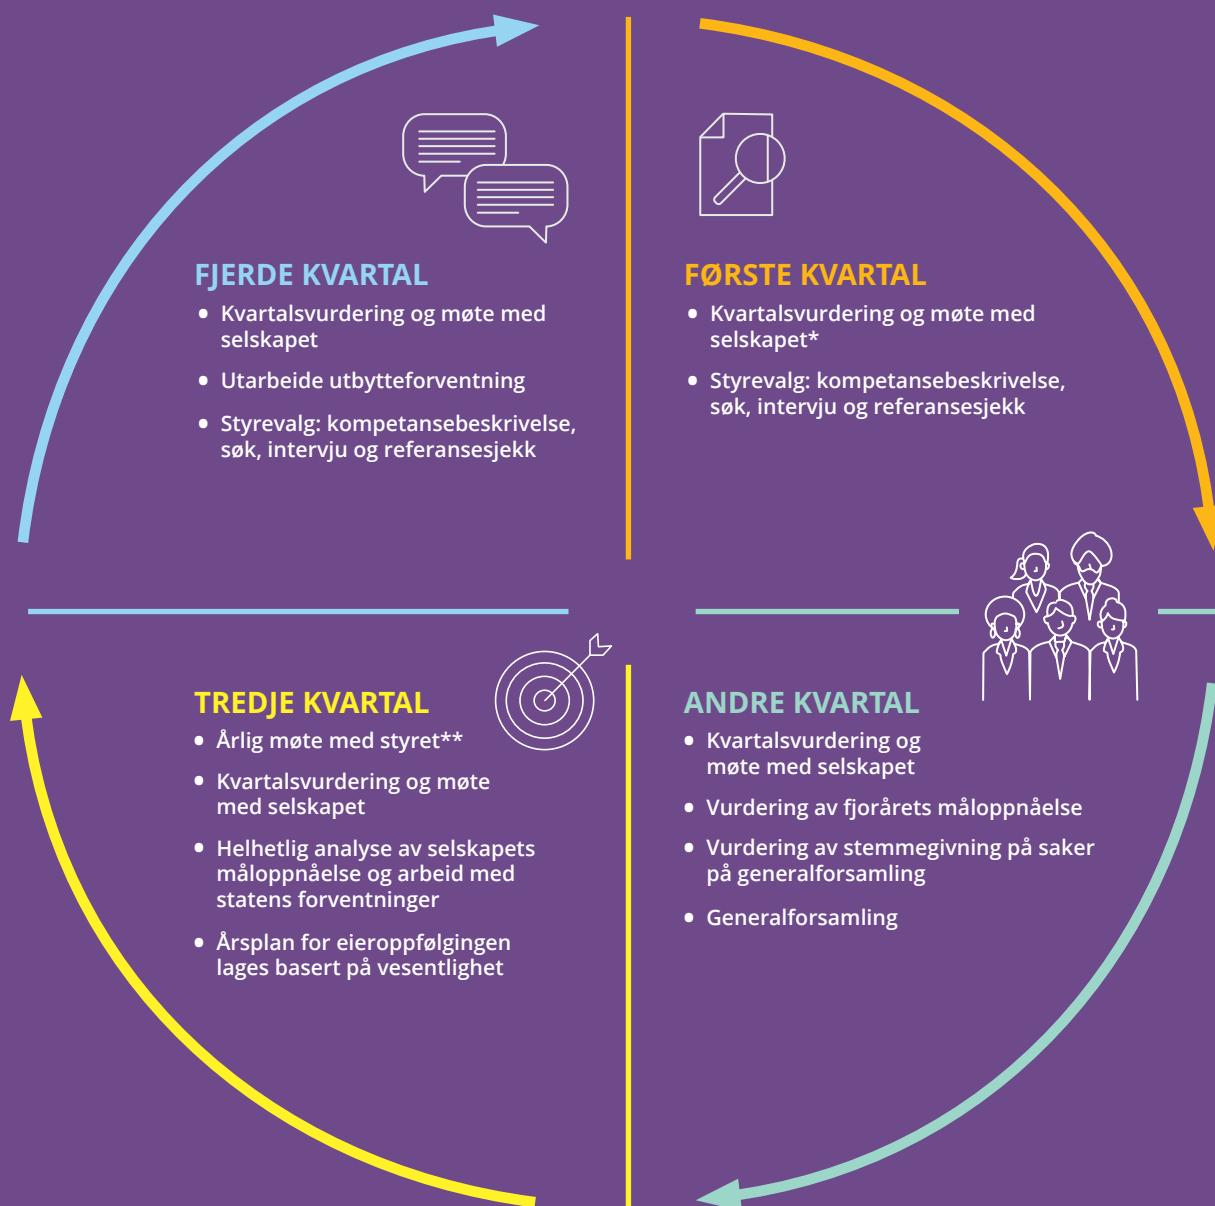 FJERDE KVARTAL
• Kvartalsvurdering og møte med
selskapet
• Utarbeide utbytteforventning
• Styrevalg: kompetansebeskrivelse,
søk, intervju og referansesjekk
FØRSTE KVARTAL
• Kvartalsvurdering og møte med
selskapet*
• Styrevalg: kompetansebeskrivelse,
søk, intervju og referansesjekk
TREDJE KVARTAL
• Årlig møte med styret**
• Kvartalsvurdering og møte
med selskapet
• Helhetlig analyse av selskapets
måloppnåelse og arbeid med
statens forventninger
• Årsplan for eieroppfølgingen
lages basert på vesentlighet
ANDRE KVARTAL
• Kvartalsvurdering og
møte med selskapet
• Vurdering av fjorårets måloppnåelse
• Vurdering av stemmegivning på saker
på generalforsamling
• Generalforsamling